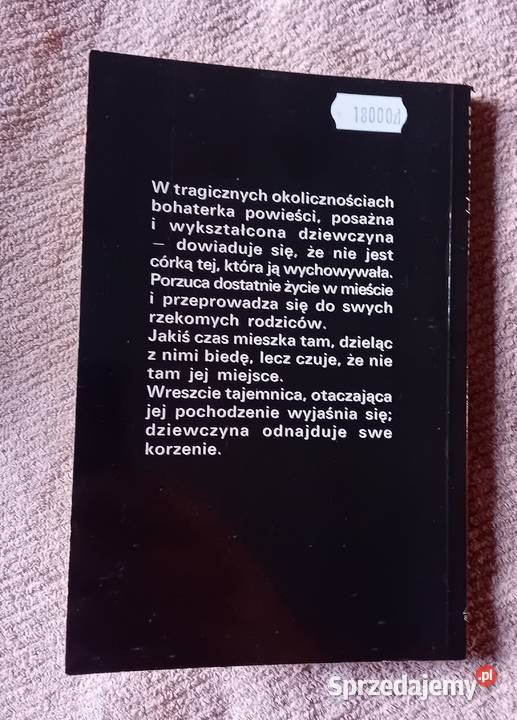 18000zł
W tragicznych okolicznościach
bohaterka powieści, posażna
i wykształcona dziewczyna
– dowiaduje się, że nie jest
córką tej, która ją wychowywała.
Porzuca dostatnie życie w mieście
i przeprowadza się do swych
rzekomych rodziców.
Jakiś czas mieszka tam, dzieląc
z nimi biedę, lecz czuje, że nie
tam jej miejsce.
Wreszcie tajemnica, otaczająca
jej pochodzenie wyjaśnia się;
dziewczyna odnajduje swe
korzenie.
Sprzedajemy.pl